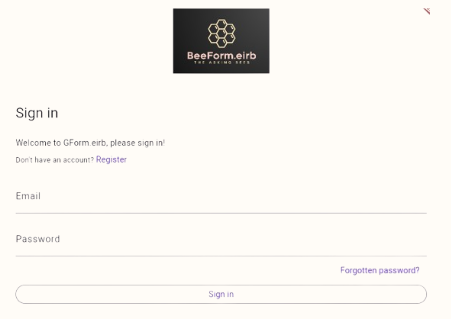 BeeForm.eirb
THE ASKING BEES
Sign in
Welcome to GForm.eirb, please sign in!
Don't have an account? Register
Email
Password
Forgotten password?
Sign in